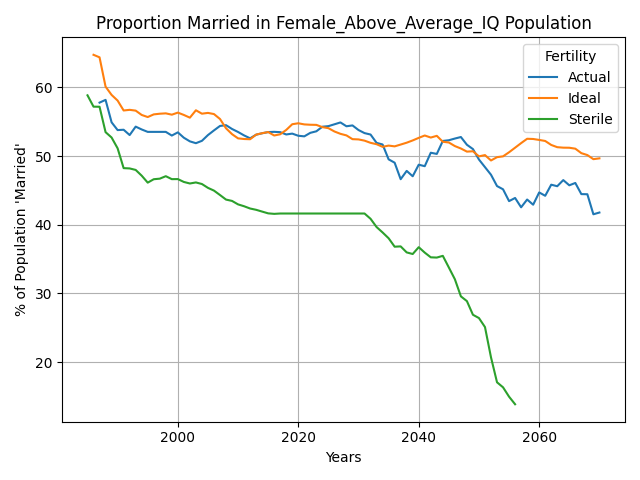 Proportion Married in Female_Above_Average_IQ Population
Fertility
Actual
Ideal
Sterile
% of Population 'Married'
60
50
40
30
20
2000
2020
2040
2060
Years